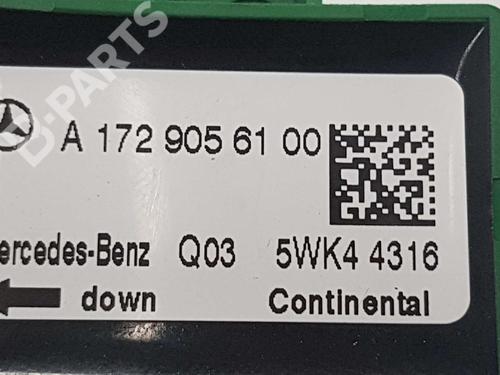 B-PARTS
A 172 905 61 00
ercedes-Benz Q03 5WK4 4316
down Continental